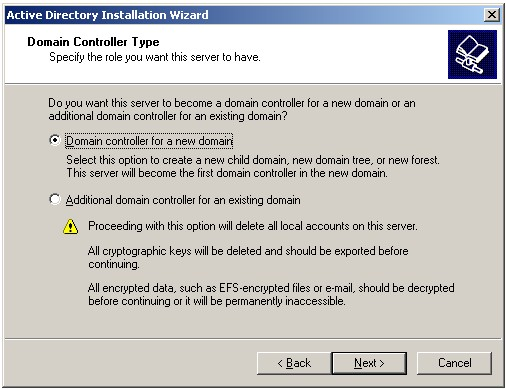 Active Directory Installation Wizard
Domain Controller Type
Specify the role you want this server to have.
Do you want this server to become a domain controller for a new domain or an
additional domain controller for an existing domain?
Domain controller for a new domain
Select this option to create a new child domain, new domain tree, or new forest.
This server will become the first domain controller in the new domain.
Additional domain controller for an existing domain
Proceeding with this option will delete all local accounts on this server.
All cryptographic keys will be deleted and should be exported before
continuing.
All encrypted data, such as EFS-encrypted files or e-mail, should be decrypted
before continuing or it will be permanently inaccessible.
< Back
Next >
Cancel